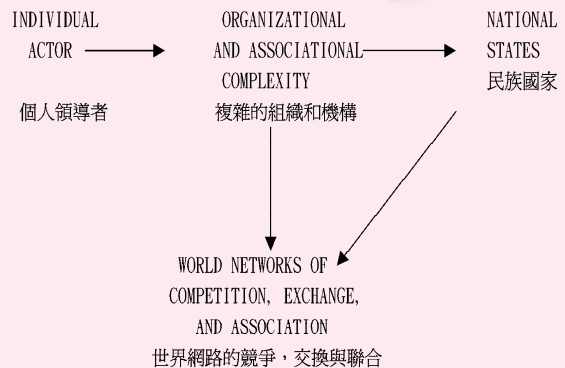 INDIVIDUAL
ACTOR
個人領導者
ORGANIZATIONAL
AND ASSOCIATIONAL
COMPLEXITY
複雜的組織和機構
NATIONAL
STATES
民族國家
WORLD NETWORKS OF
COMPETITION, EXCHANGE,
AND ASSOCIATION
世界網路的競爭，交換與聯合